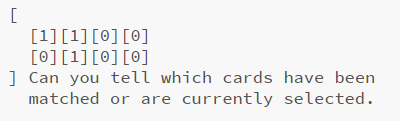 [
[1][1][0][0]
[0][1][0][0]
] Can you tell which cards have been
matched or are currently selected.